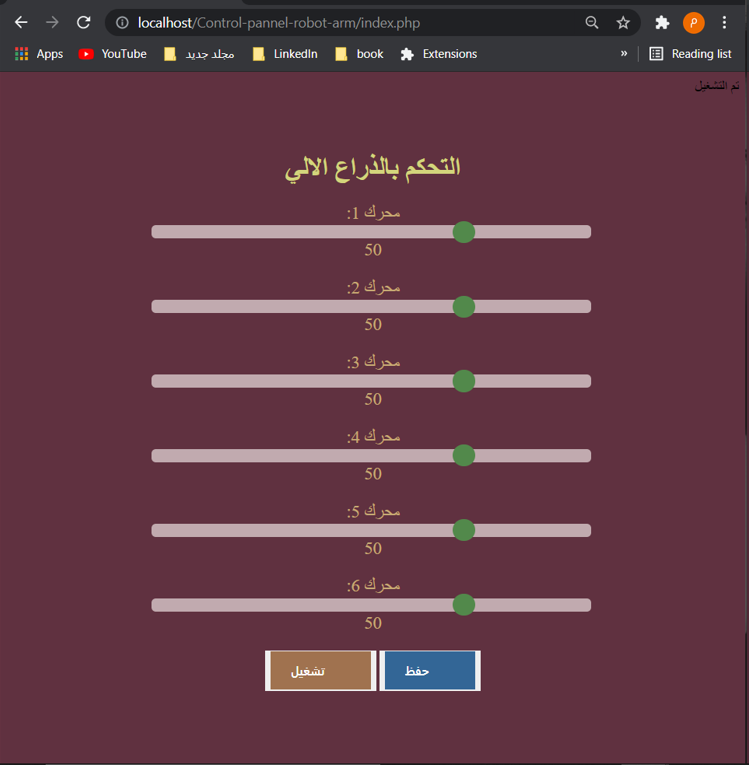 localhost/Control-pannel-robot-arm/index.php
م
Apps YouTube مجلد جديد LinkedIn book Extensions » Reading list
تم التشغيل
التحكم بالذراع الالي
محرك 1:
50
محرك 2:
50
محرك 3:
50
محرك 4:
50
محرك 5:
50
محرك 6:
50
حفظ تشغيل